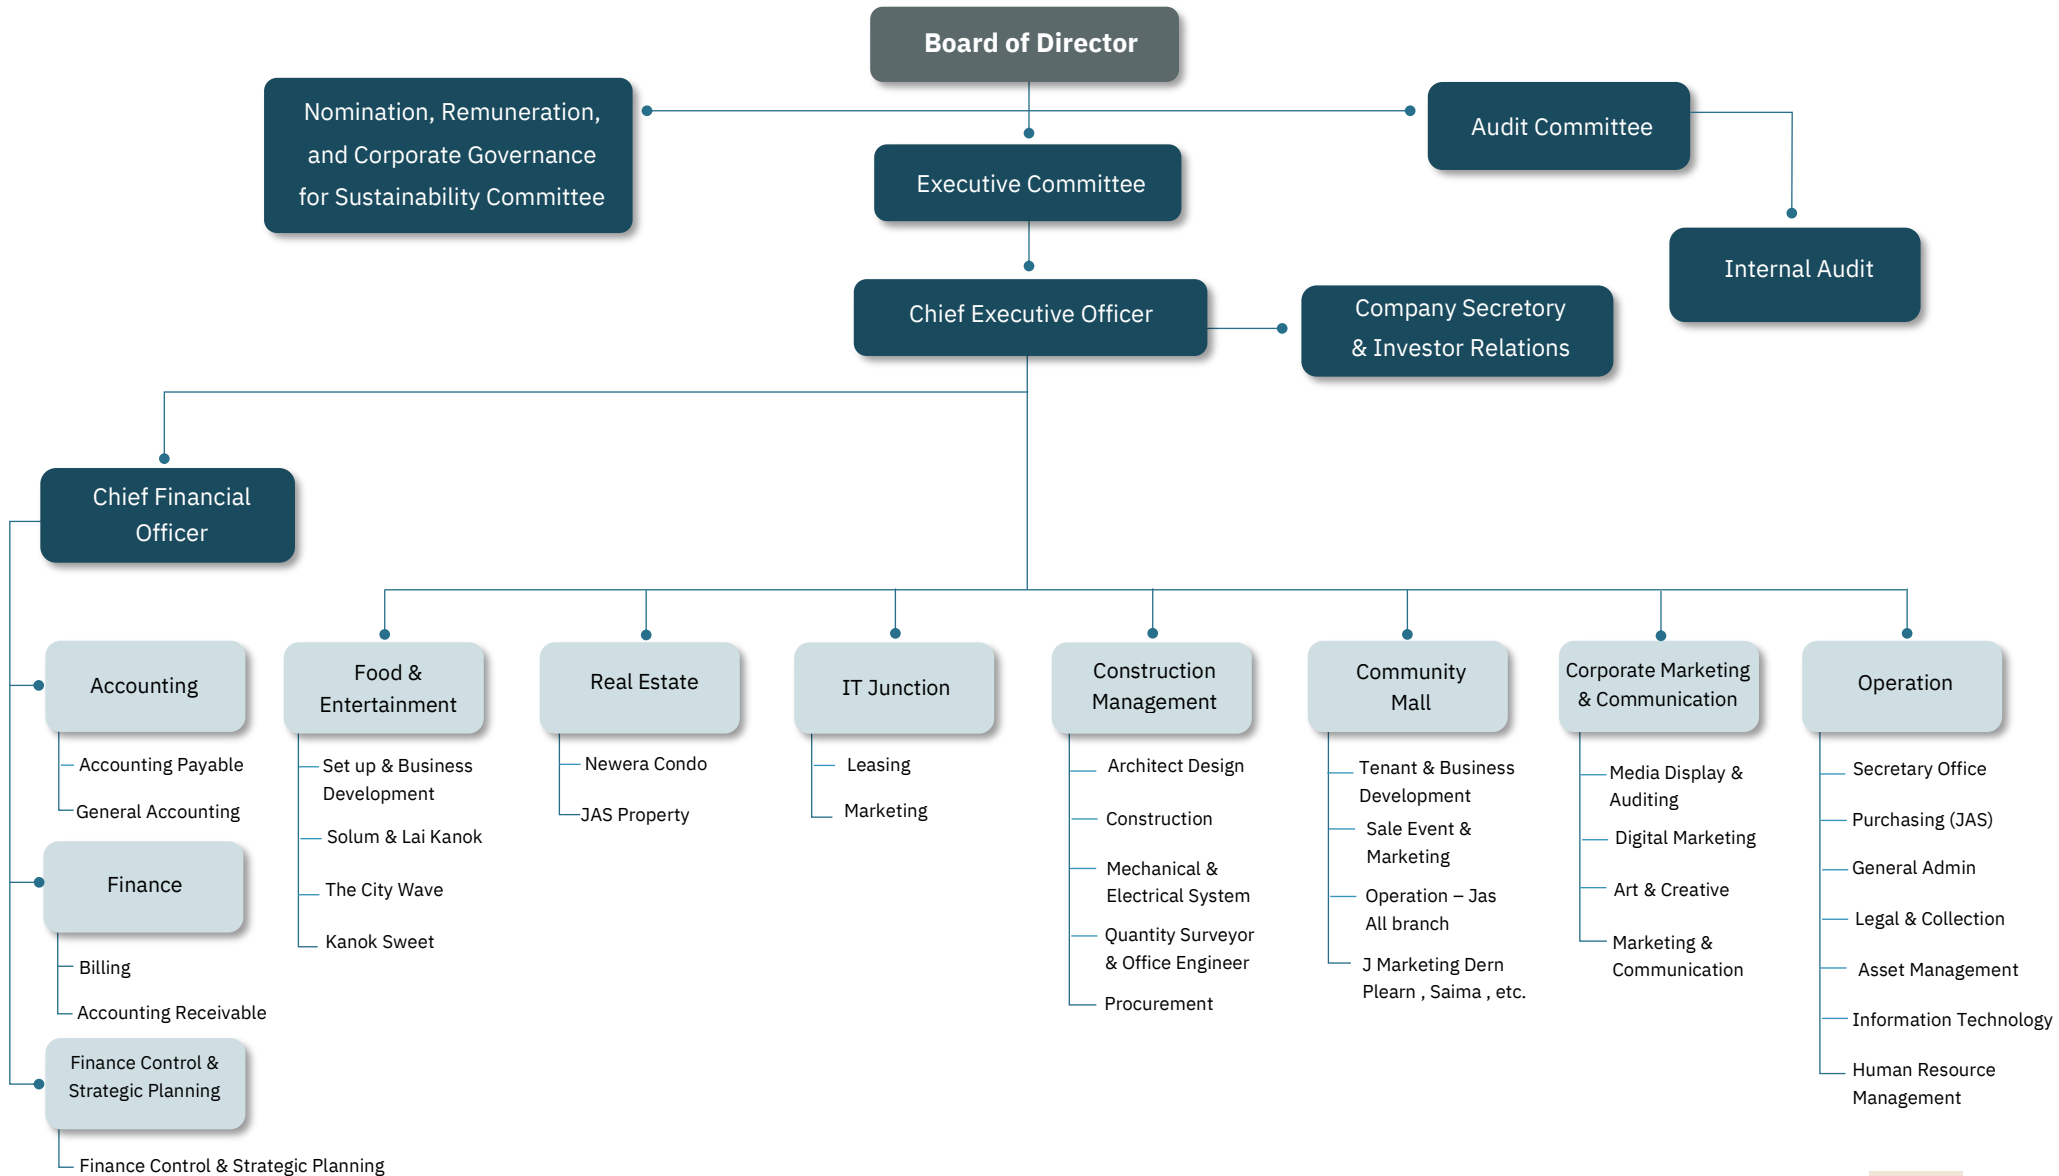 Board of Director
Nomination, Remuneration,
and Corporate Governance
for Sustainability Committee
Audit Committee
Executive Committee
Internal Audit
Chief Executive Officer
Company Secretory
& Investor Relations
Chief Financial
Officer
Accounting
Accounting Payable
General Accounting
Finance
Billing
Accounting Receivable
Finance Control &
Strategic Planning
Finance Control & Strategic Planning
Food &
Entertainment
Set up & Business
Development
Solum & Lai Kanok
The City Wave
Kanok Sweet
Real Estate
Newera Condo
JAS Property
IT Junction
Leasing
Marketing
Construction
Management
Architect Design
Construction
Mechanical &
Electrical System
Quantity Surveyor
& Office Engineer
Procurement
Community
Mall
Tenant & Business
Development
Sale Event &
Marketing
Operation – Jas
All branch
J Marketing Dern
Plearn , Saima , etc.
Corporate Marketing
& Communication
Media Display &
Auditing
Digital Marketing
Art & Creative
Marketing &
Communication
Operation
Secretary Office
Purchasing (JAS)
General Admin
Legal & Collection
Asset Management
Information Technology
Human Resource
Management